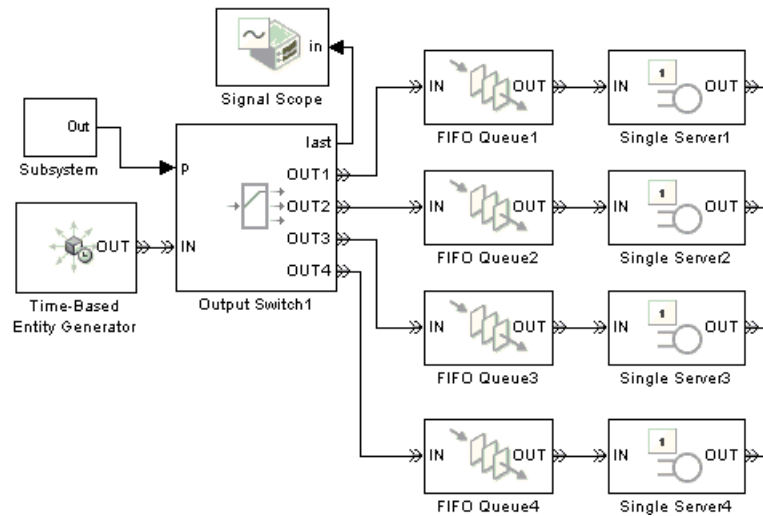 in
Signal Scope
Out
Subsystem
OUT
Time-Based
Entity Generator
p
IN
last
OUT1
OUT2
OUT3
OUT4
Output Switch1
IN
OUT
FIFO Queue1
1
IN
OUT
Single Server1
IN
OUT
FIFO Queue2
1
IN
OUT
Single Server2
IN
OUT
FIFO Queue3
1
IN
OUT
Single Server3
IN
OUT
FIFO Queue4
1
IN
OUT
Single Server4